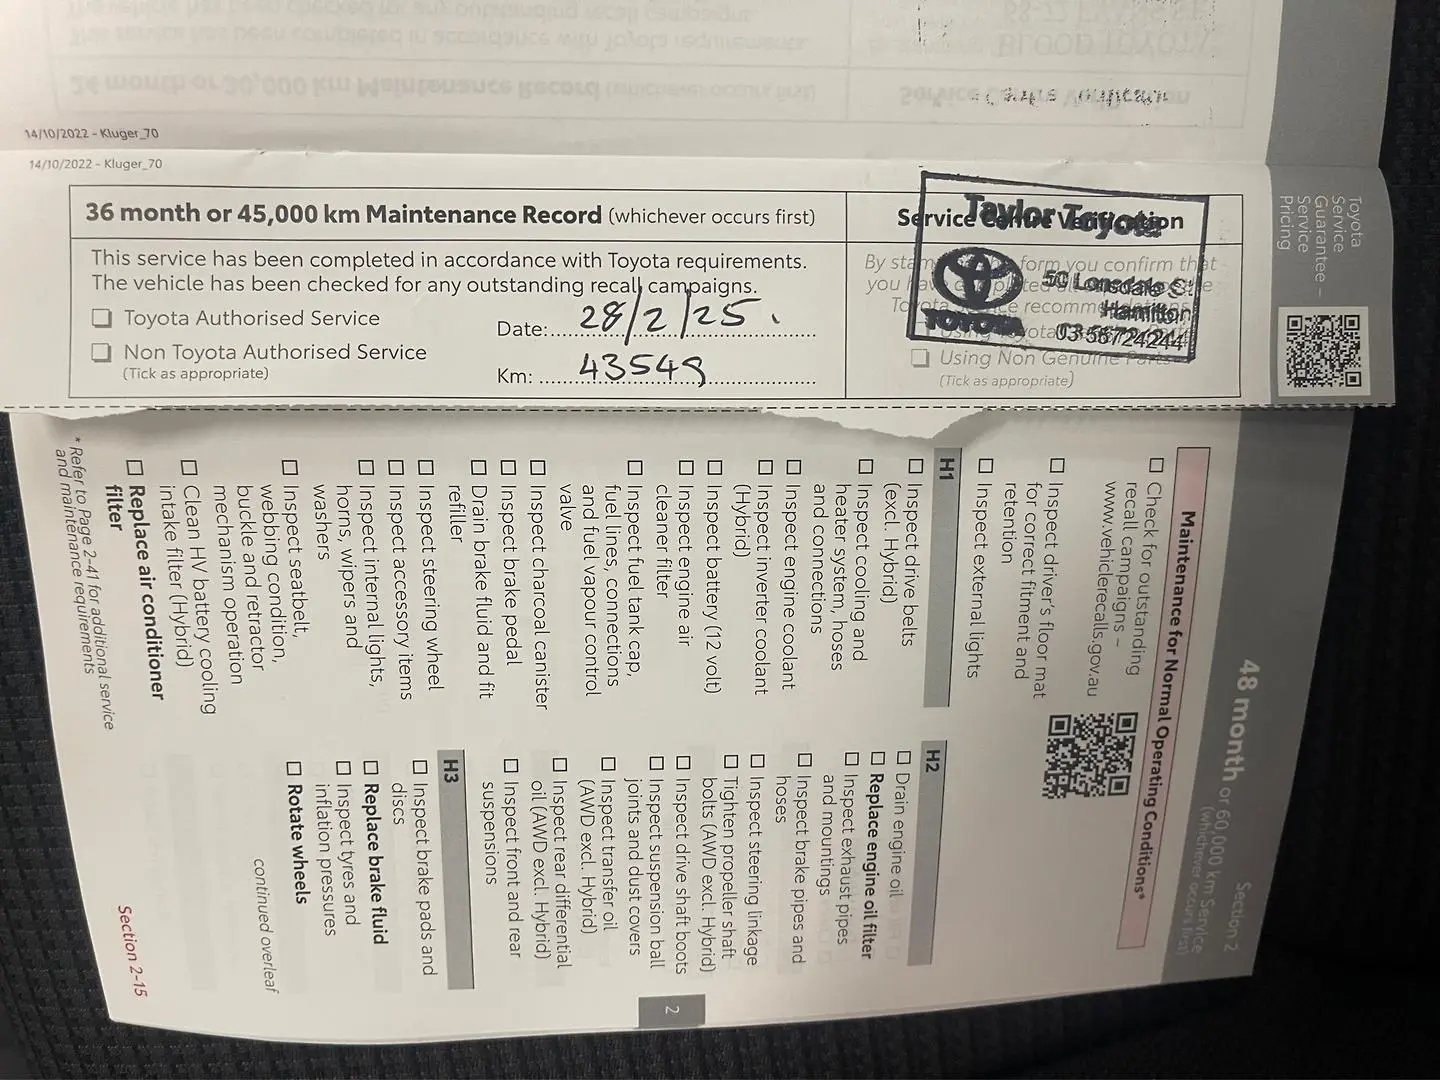 14/10/2022 - Kluger_70
14/10/2022 - Kluger_70
36 month or 45,000 km Maintenance Record (whichever occurs first)
This service has been completed in accordance with Toyota requirements.
The vehicle has been checked for any outstanding recall campaigns.
❏ Toyota Authorised Service
❏ Non Toyota Authorised Service
(Tick as appropriate)
Date: 28/2/25.
Km: 43549
Service Centre Verification
By stamping this form you confirm that
you have
Toyota
recommendations
Using Toyota
❏ Using Non Genuine Parts
(Tick as appropriate)
Taylor Toyota
50 Lonsdale St
Hamilton
03 55724244
TOYOTA
Toyota
Service
Guarantee –
Service
Pricing
Section 2
48 month or 60,000 km Service
(whichever occurs first)
Maintenance for Normal Operating Conditions*
☐ Check for outstanding
recall campaigns –
www.vehiclerecalls.gov.au
☐ Inspect driver's floor mat
for correct fitment and
retention
☐ Inspect external lights
H1
☐ Inspect drive belts
(excl. Hybrid)
☐ Inspect cooling and
heater system, hoses
and connections
☐ Inspect engine coolant
☐ Inspect inverter coolant
(Hybrid)
☐ Inspect battery (12 volt)
☐ Inspect engine air
cleaner filter
☐ Inspect fuel tank cap,
fuel lines, connections
and fuel vapour control
valve
☐ Inspect charcoal canister
☐ Inspect brake pedal
☐ Drain brake fluid and fit
refiller
☐ Inspect steering wheel
☐ Inspect accessory items
☐ Inspect internal lights,
horns, wipers and
washers
☐ Inspect seatbelt,
webbing condition,
buckle and retractor
mechanism operation
☐ Clean HV battery cooling
intake filter (Hybrid)
☐ Replace air conditioner
filter
H2
☐ Drain engine oil
☐ Replace engine oil filter
☐ Inspect exhaust pipes
and mountings
☐ Inspect brake pipes and
hoses
☐ Inspect steering linkage
☐ Tighten propeller shaft
bolts (AWD excl. Hybrid)
☐ Inspect drive shaft boots
☐ Inspect suspension ball
joints and dust covers
☐ Inspect transfer oil
(AWD excl. Hybrid)
☐ Inspect rear differential
oil (AWD excl. Hybrid)
☐ Inspect front and rear
suspensions
H3
☐ Inspect brake pads and
discs
☐ Replace brake fluid
☐ Inspect tyres and
inflation pressures
☐ Rotate wheels
continued overleaf
* Refer to Page 2-41 for additional service
and maintenance requirements
Section 2-15
2